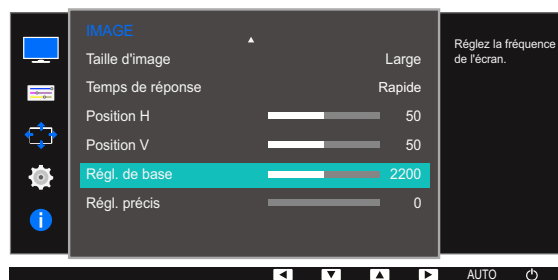 IMAGE
Taille d'image Large
Temps de réponse Rapide
Position H 50
Position V 50
Régl. de base 2200
Régl. précis 0
Réglez la fréquence
de l'écran.
AUTO